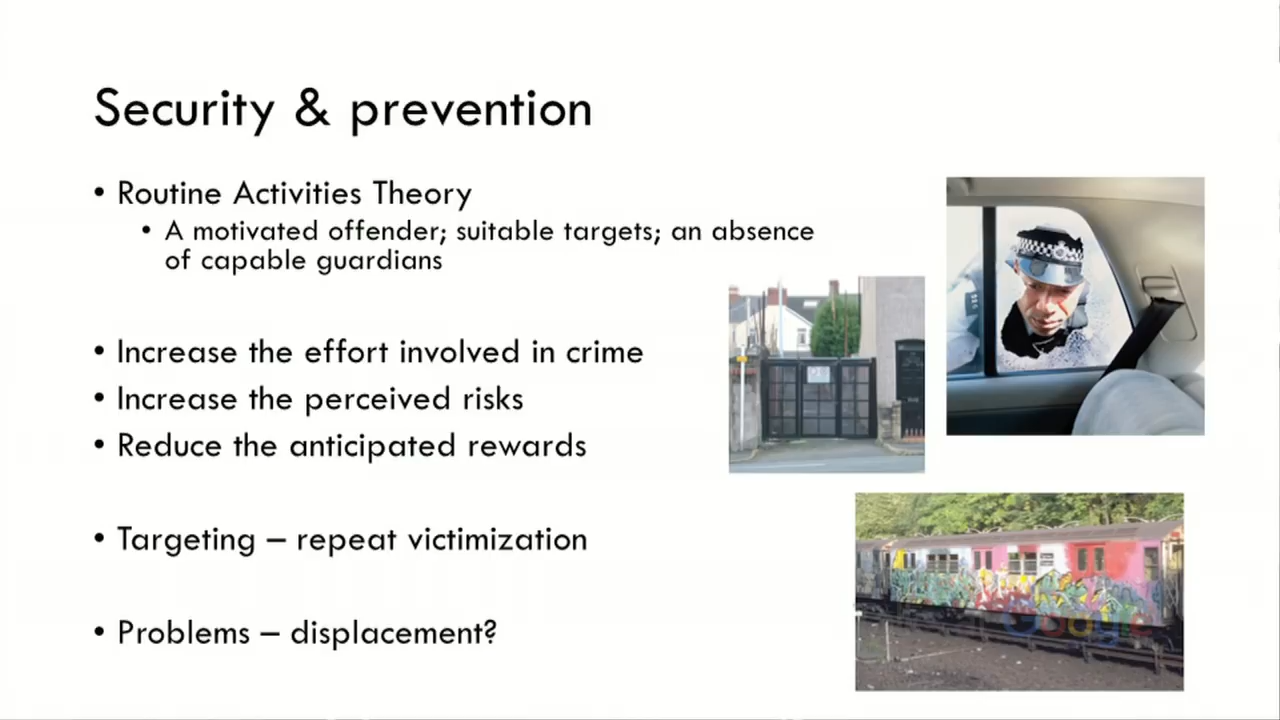 Security & prevention
• Routine Activities Theory
• A motivated offender; suitable targets; an absence
of capable guardians
• Increase the effort involved in crime
• Increase the perceived risks
• Reduce the anticipated rewards
• Targeting – repeat victimization
• Problems – displacement?
Google